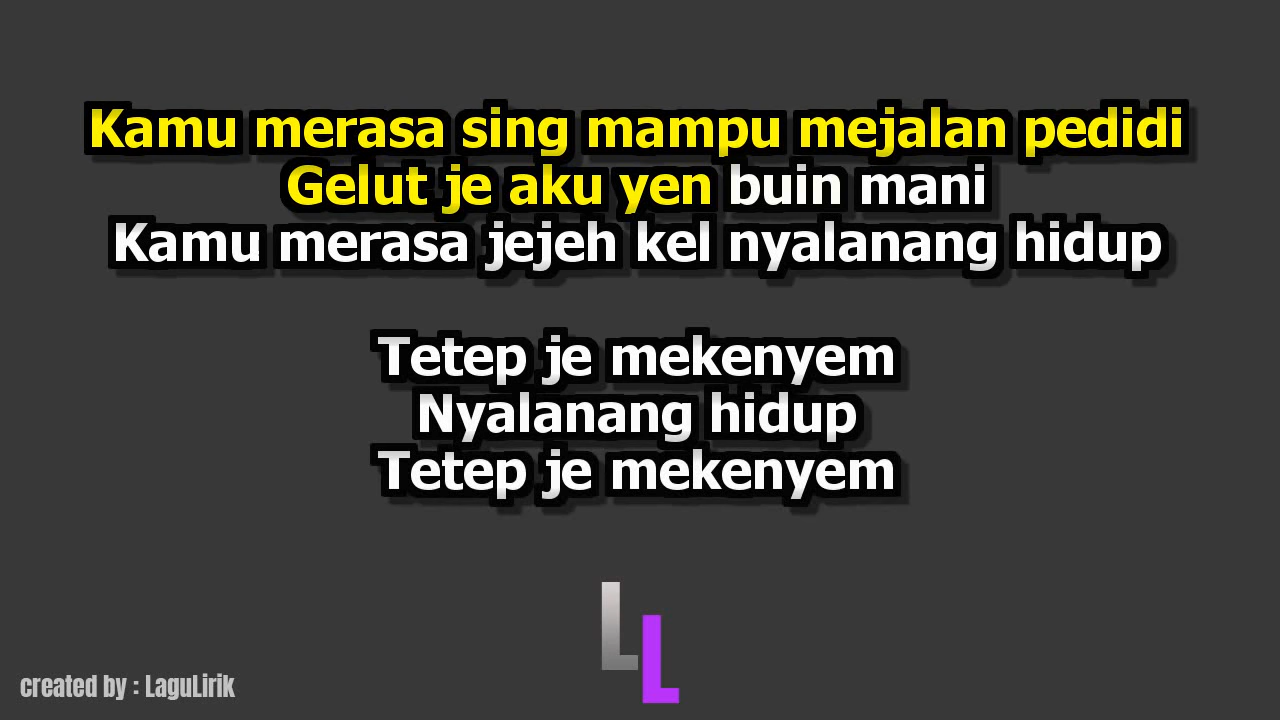 Kamu merasa sing mampu mejalan pedidi
Gelut je aku yen buin mani
Kamu merasa jejeh kel nyalanang hidup
Tetep je mekenyem
Nyalanang hidup
Tetep je mekenyem
LL
created by : LaguLirik